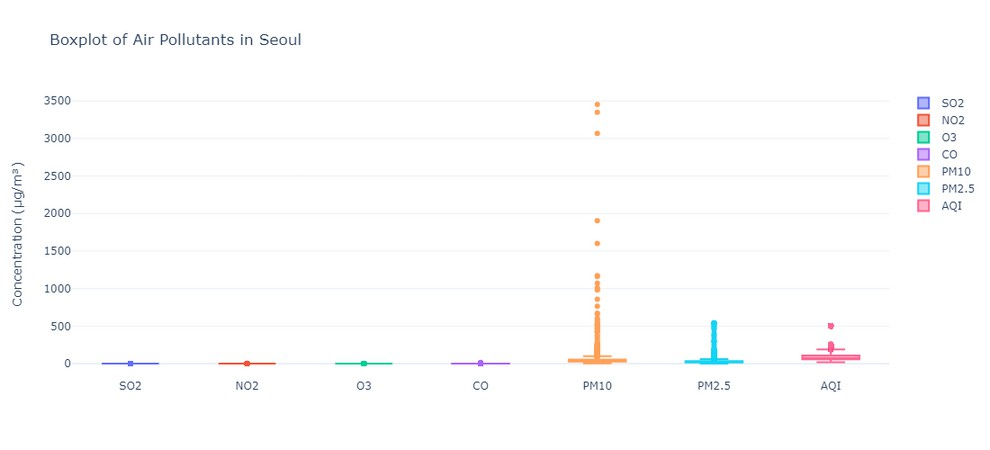 Boxplot of Air Pollutants in Seoul
Concentration (µg/m³)
3500
3000
2500
2000
1500
1000
500
0
SO2
NO2
O3
CO
PM10
PM2.5
AQI
SO2
NO2
O3
CO
PM10
PM2.5
AQI